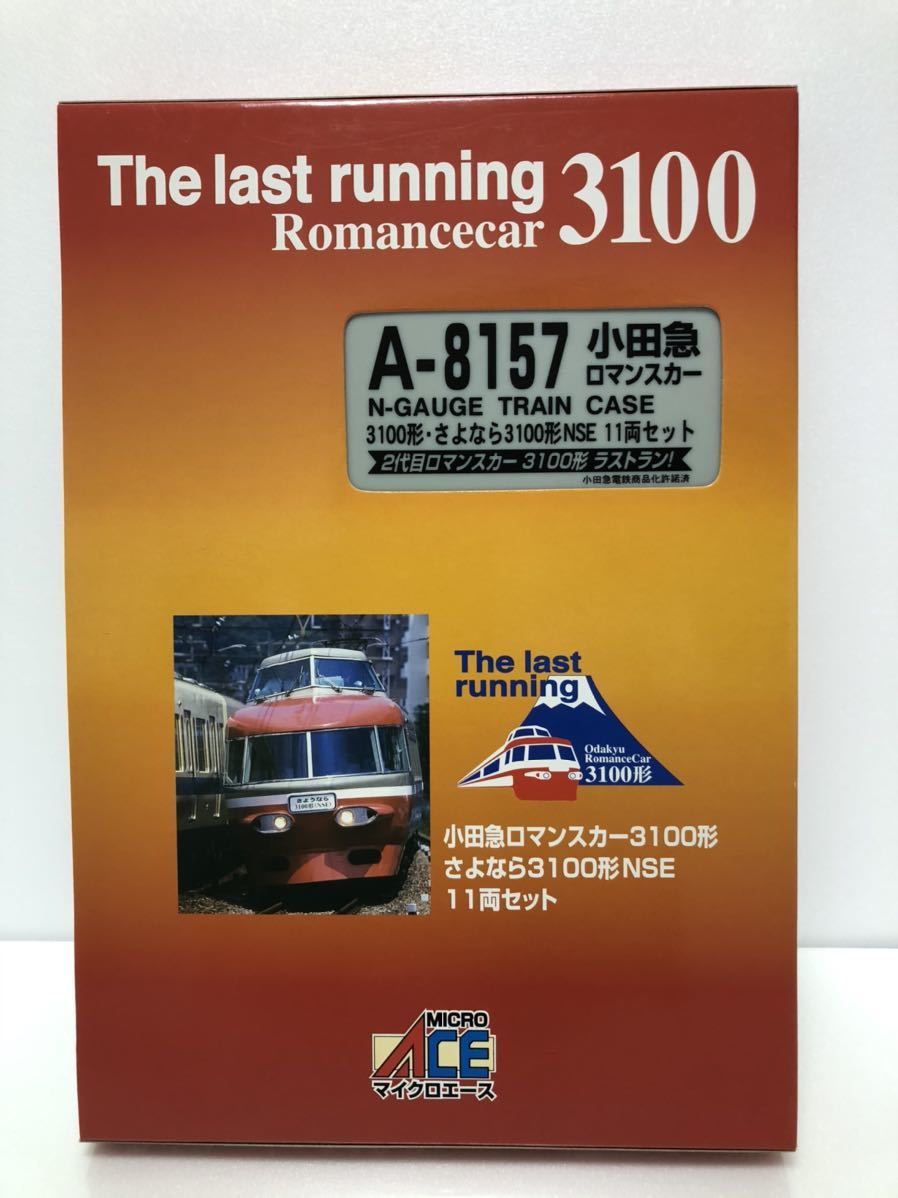 The last running
Romancecar 3100
A-8157 小田急
ロマンスカー
N-GAUGE TRAIN CASE
3100形・さよなら3100形NSE 11両セット
2代目ロマンスカー 3100形 ラストラン!
小田急電鉄商品化許諾済
さようなら
3100形(NSE)
The last
running
Odakyu
RomanceCar
3100形
小田急ロマンスカー3100形
さよなら3100形NSE
11両セット
MICRO
ACE
マイクロエース